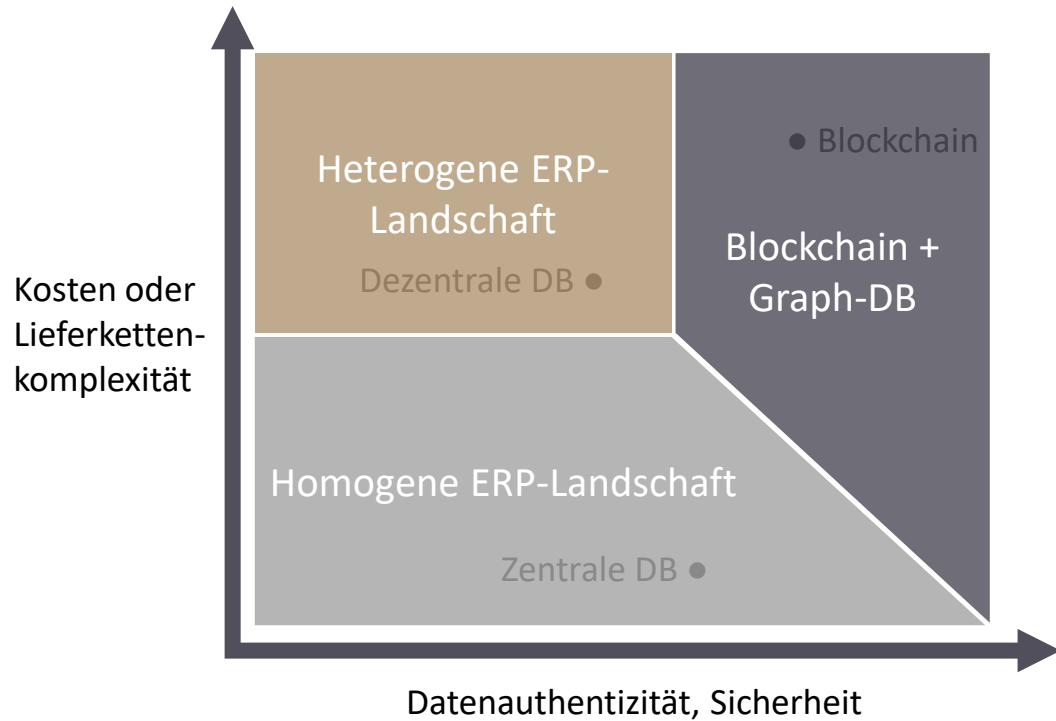 ● Blockchain
Heterogene ERP-
Landschaft
Dezentrale DB ●
Blockchain +
Graph-DB
Kosten oder
Lieferketten-
komplexität
Homogene ERP-Landschaft
Zentrale DB ●
Datenauthentizität, Sicherheit